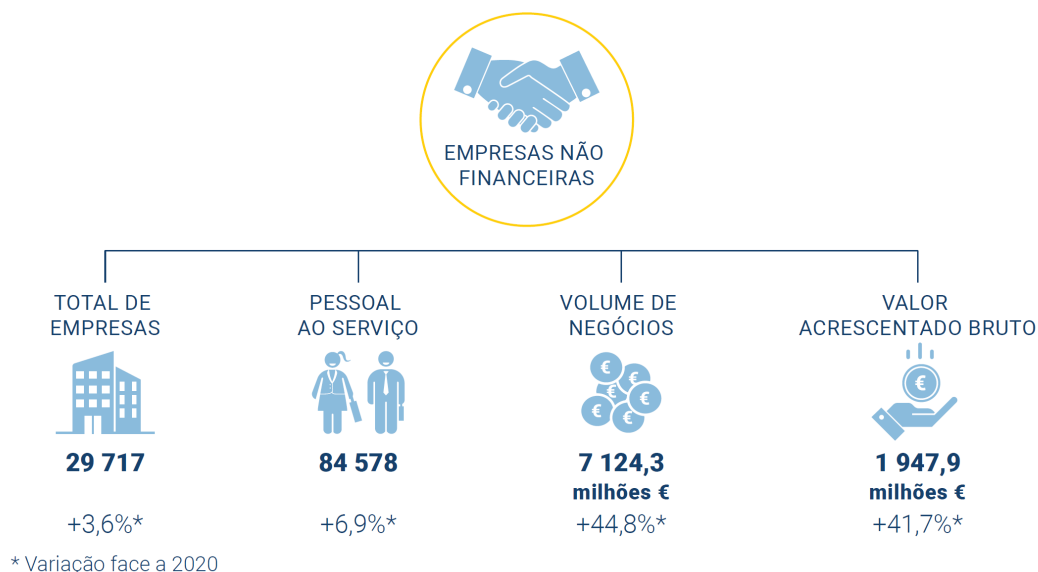 EMPRESAS NÃO
FINANCEIRAS
TOTAL DE
EMPRESAS
29 717
+3,6%*
PESSOAL
AO SERVIÇO
84 578
+6,9%*
VOLUME DE
NEGÓCIOS
€
€
€
€
€
7 124,3
milhões €
+44,8%*
VALOR
ACRESCENTADO BRUTO
€
1 947,9
milhões €
+41,7%*
* Variação face a 2020